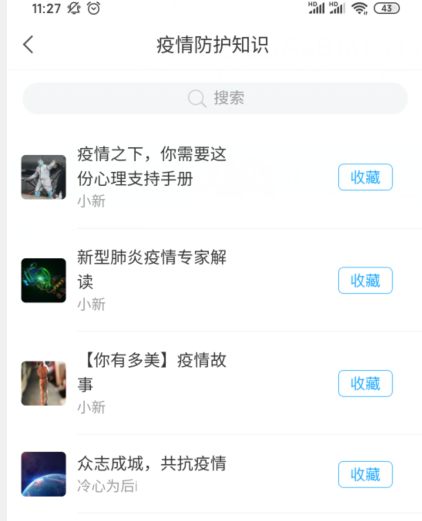 11:27
HD HD 43
疫情防护知识
搜索
疫情之下，你需要这
份心理支持手册
收藏
小新
新型肺炎疫情专家解
读
收藏
小新
【你有多美】疫情故
事
收藏
小新
众志成城，共抗疫情
收藏
冷心为后i